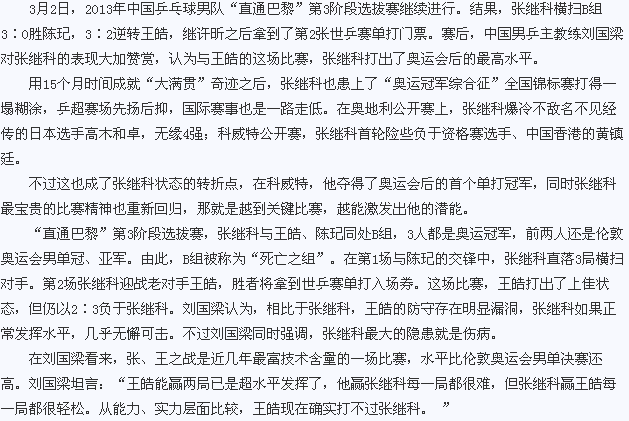 3月2日，2013年中国乒乓球男队“直通巴黎”第3阶段选拔赛继续进行。结果，张继科横扫B组
3∶0胜陈玘，3∶2逆转王皓，继许昕之后拿到了第2张世乒赛单打门票。赛后，中国男乒主教练刘国梁
对张继科的表现大加赞赏，认为与王皓的这场比赛，张继科打出了奥运会后的最高水平。
用15个月时间成就“大满贯”奇迹之后，张继科也患上了“奥运冠军综合征”全国锦标赛打得一
塌糊涂，乒超赛场先扬后抑，国际赛事也是一路走低。在奥地利公开赛上，张继科爆冷不敌名不见经
传的日本选手高木和卓，无缘4强；科威特公开赛，张继科首轮险些负于资格赛选手、中国香港的黄镇
廷。
不过这也成了张继科状态的转折点，在科威特，他夺得了奥运会后的首个单打冠军，同时张继科
最宝贵的比赛精神也重新回归，那就是越到关键比赛，越能激发出他的潜能。
“直通巴黎”第3阶段选拔赛，张继科与王皓、陈玘同处B组，3人都是奥运冠军，前两人还是伦敦
奥运会男单冠、亚军。由此，B组被称为“死亡之组”。在第1场与陈玘的交锋中，张继科直落3局横扫
对手。第2场张继科迎战老对手王皓，胜者将拿到世乒赛单打入场券。这场比赛，王皓打出了上佳状
态，但仍以2∶3负于张继科。刘国梁认为，相比于张继科，王皓的防守存在明显漏洞，张继科如果正
常发挥水平，几乎无懈可击。不过刘国梁同时强调，张继科最大的隐患就是伤病。
在刘国梁看来，张、王之战是近几年最富技术含量的一场比赛，水平比伦敦奥运会男单决赛还
高。刘国梁坦言：“王皓能赢两局已是超水平发挥了，他赢张继科每一局都很难，但张继科赢王皓每
一局都很轻松。从能力、实力层面比较，王皓现在确实打不过张继科。 ”